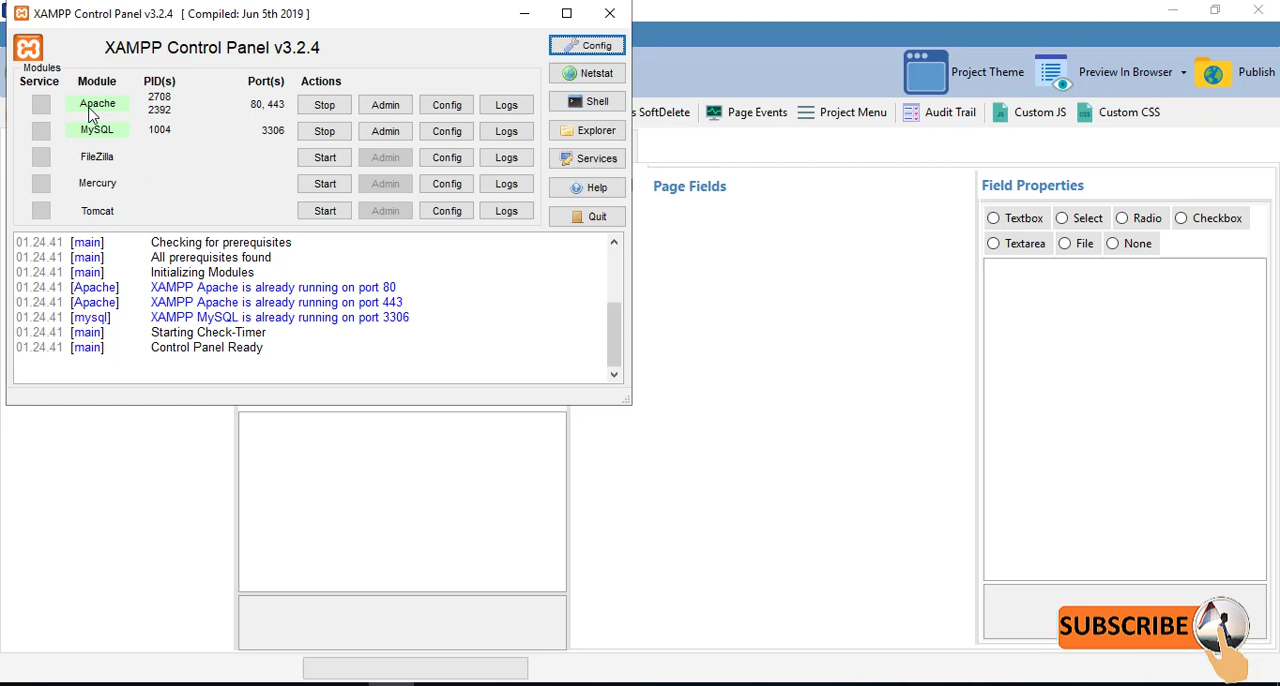 XAMPP Control Panel v3.2.4 [ Compiled: Jun 5th 2019 ]
XAMPP Control Panel v3.2.4
Config
Modules
Service Module PID(s) Port(s) Actions
Netstat
Apache 2708 2392 80, 443 Stop Admin Config Logs
Shell
MySQL 1004 3306 Stop Admin Config Logs
Explorer
FileZilla Start Admin Config Logs
Services
Mercury Start Admin Config Logs
Help
Tomcat Start Admin Config Logs
Quit
01.24.41 [main] Checking for prerequisites
01.24.41 [main] All prerequisites found
01.24.41 [main] Initializing Modules
01.24.41 [Apache] XAMPP Apache is already running on port 80
01.24.41 [Apache] XAMPP Apache is already running on port 443
01.24.41 [mysql] XAMPP MySQL is already running on port 3306
01.24.41 [main] Starting Check-Timer
01.24.41 [main] Control Panel Ready
Project Theme Preview In Browser Publish
s SoftDelete Page Events Project Menu Audit Trail Custom JS Custom CSS
Page Fields
Field Properties
Textbox Select Radio Checkbox
Textarea File None
SUBSCRIBE